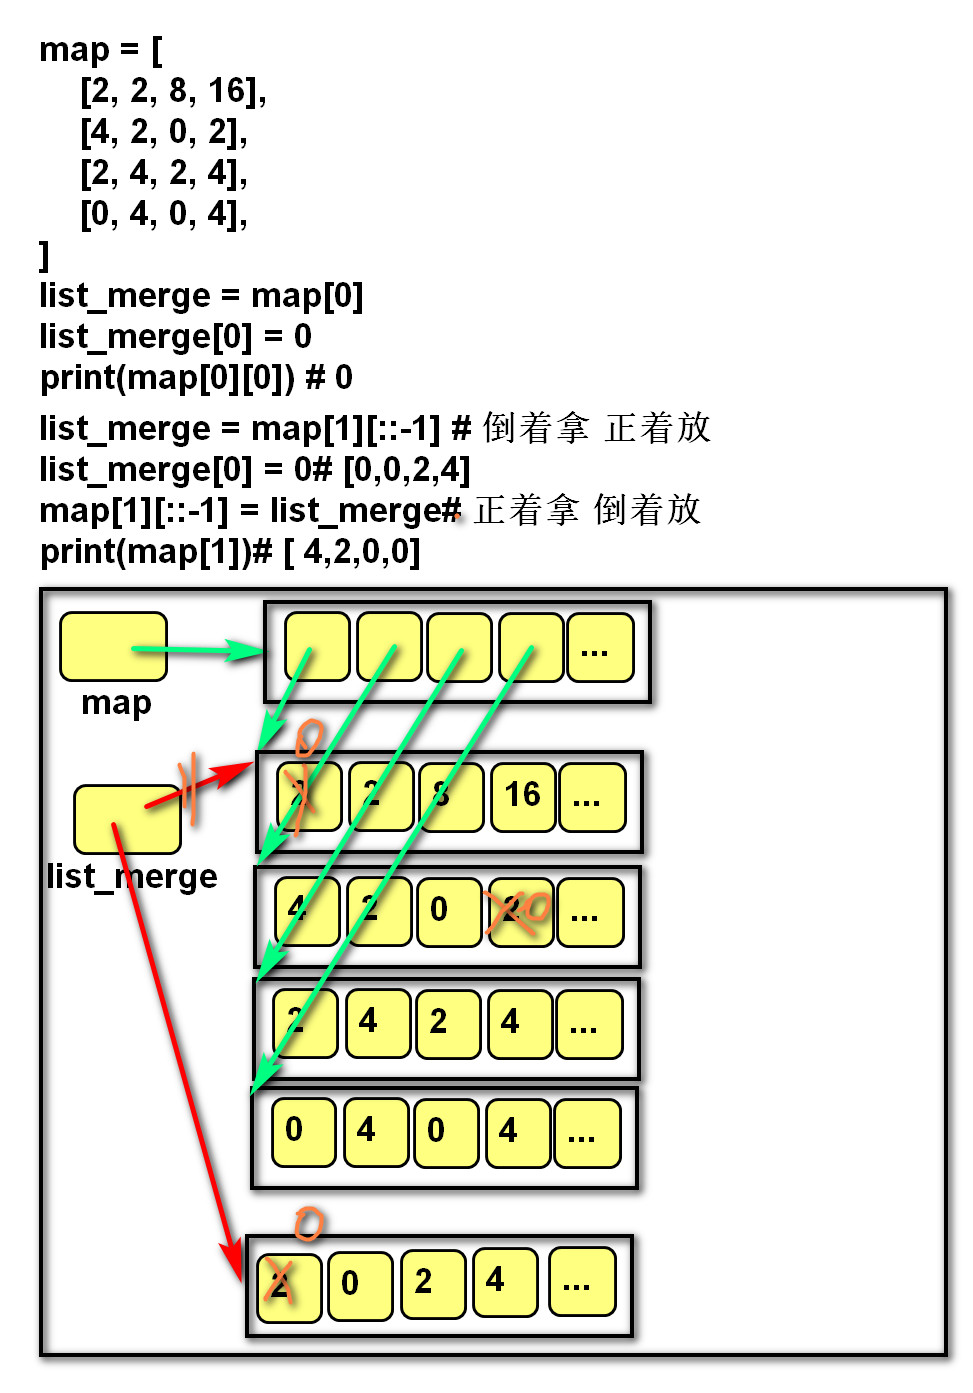 map = [
[2, 2, 8, 16],
[4, 2, 0, 2],
[2, 4, 2, 4],
[0, 4, 0, 4],
]
list_merge = map[0]
list_merge[0] = 0
print(map[0][0]) # 0
list_merge = map[1][::-1] # 倒着拿 正着放
list_merge[0] = 0# [0,0,2,4]
map[1][::-1] = list_merge# 正着拿 倒着放
print(map[1])# [ 4,2,0,0]
...
map
0
2 2 8 16 ...
list_merge
4 2 0 2 0 ...
2 4 2 4 ...
0 4 0 4 ...
0
2 0 2 4 ...